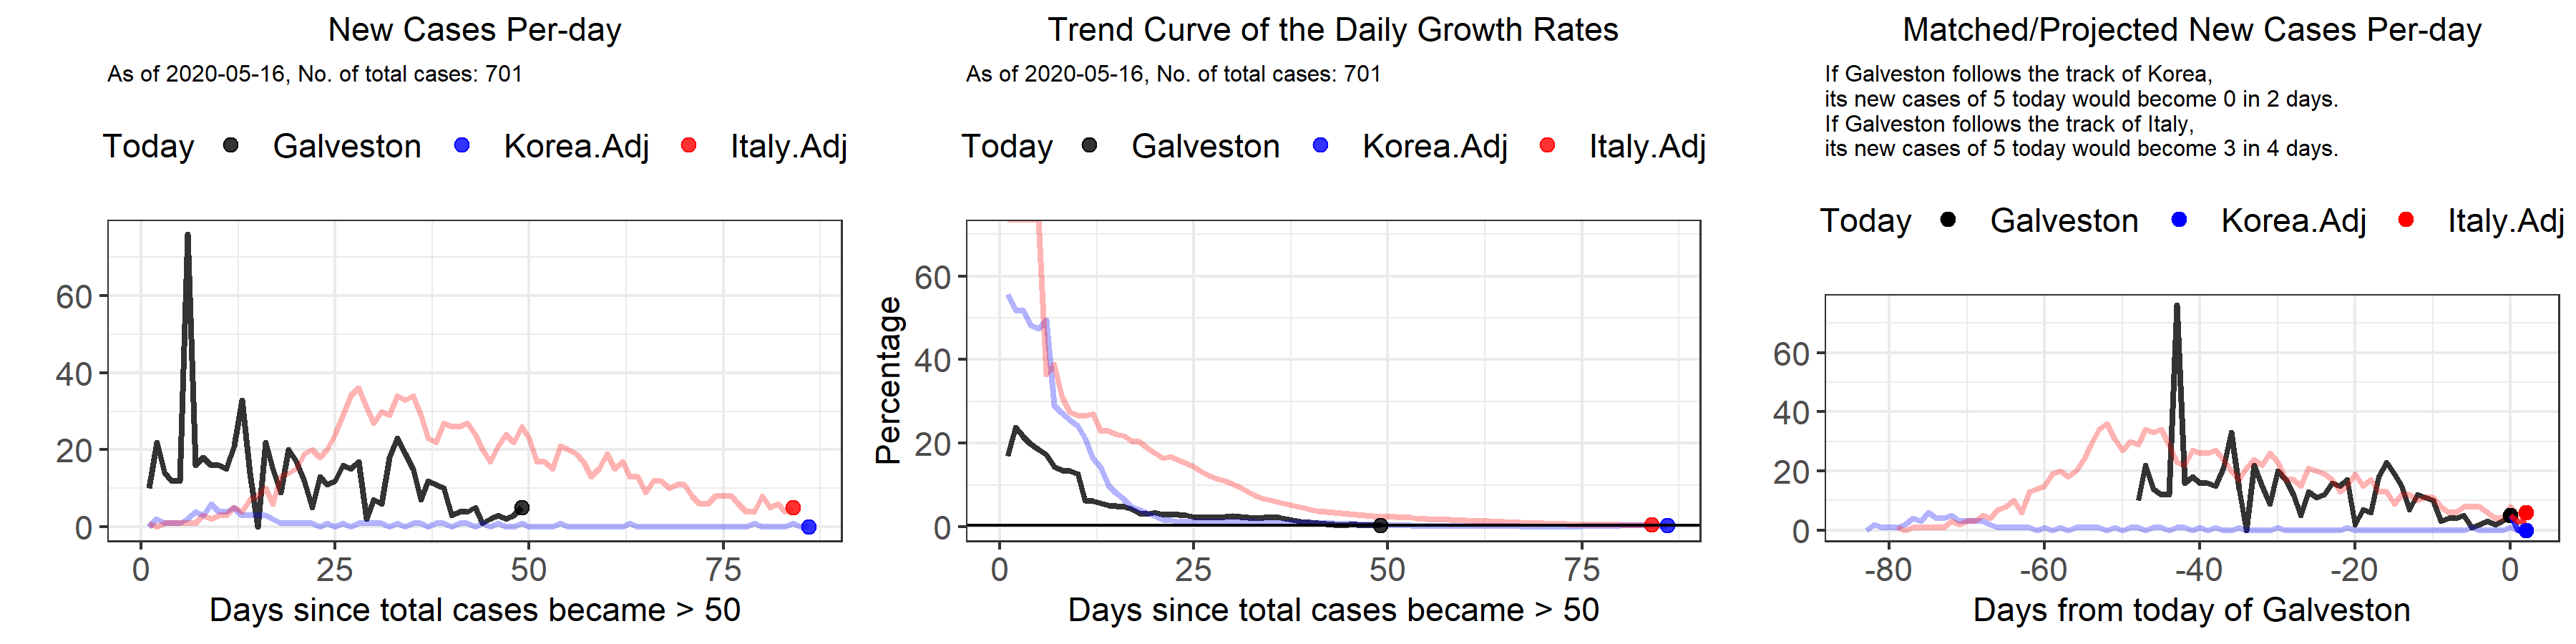 New Cases Per-day
As of 2020-05-16, No. of total cases: 701
Today Galveston Korea.Adj Italy.Adj
60
40
20
0
0 25 50 75
Days since total cases became > 50
Trend Curve of the Daily Growth Rates
As of 2020-05-16, No. of total cases: 701
Today Galveston Korea.Adj Italy.Adj
Percentage
60
40
20
0
0 25 50 75
Days since total cases became > 50
Matched/Projected New Cases Per-day
If Galveston follows the track of Korea,
its new cases of 5 today would become 0 in 2 days.
If Galveston follows the track of Italy,
its new cases of 5 today would become 3 in 4 days.
Today Galveston Korea.Adj Italy.Adj
60
40
20
0
-80 -60 -40 -20 0
Days from today of Galveston